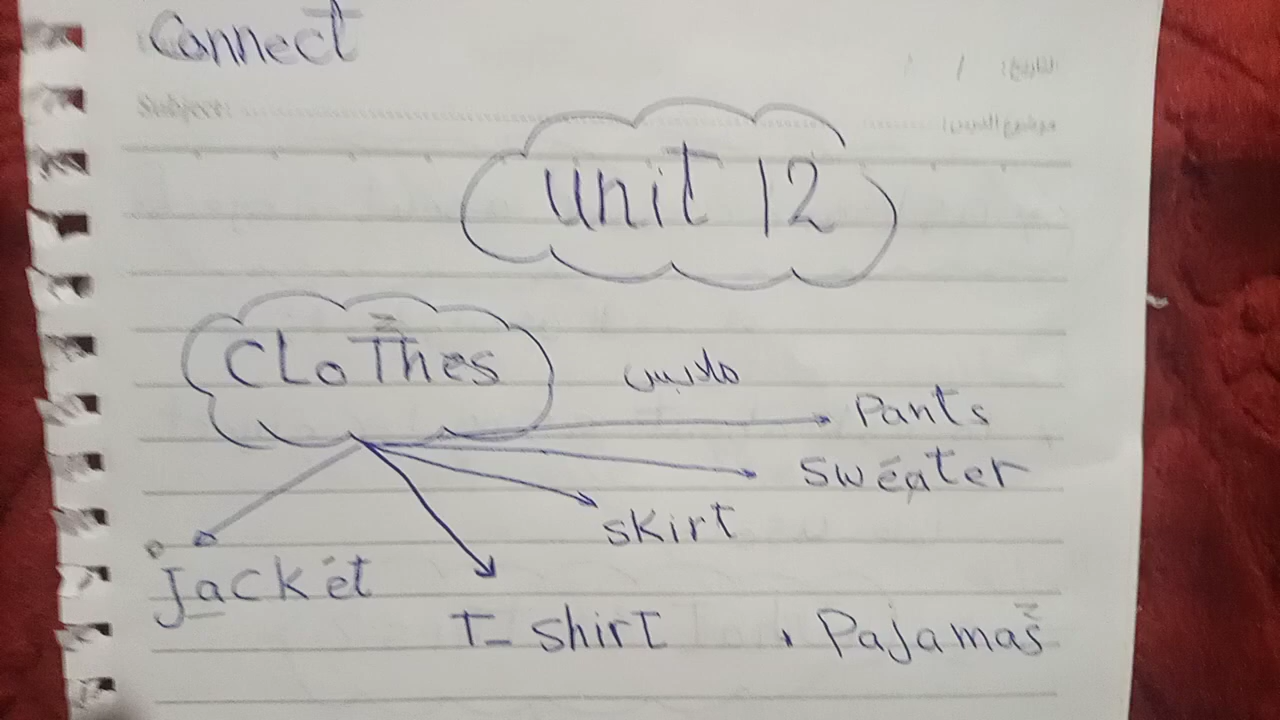 Connect
التاريخ: / /
Subject:
موضوع الدرس:
unit 12
CLoThes
ملابس
Pants
sweater
skirt
Jacket
T- shirt , Pajamas